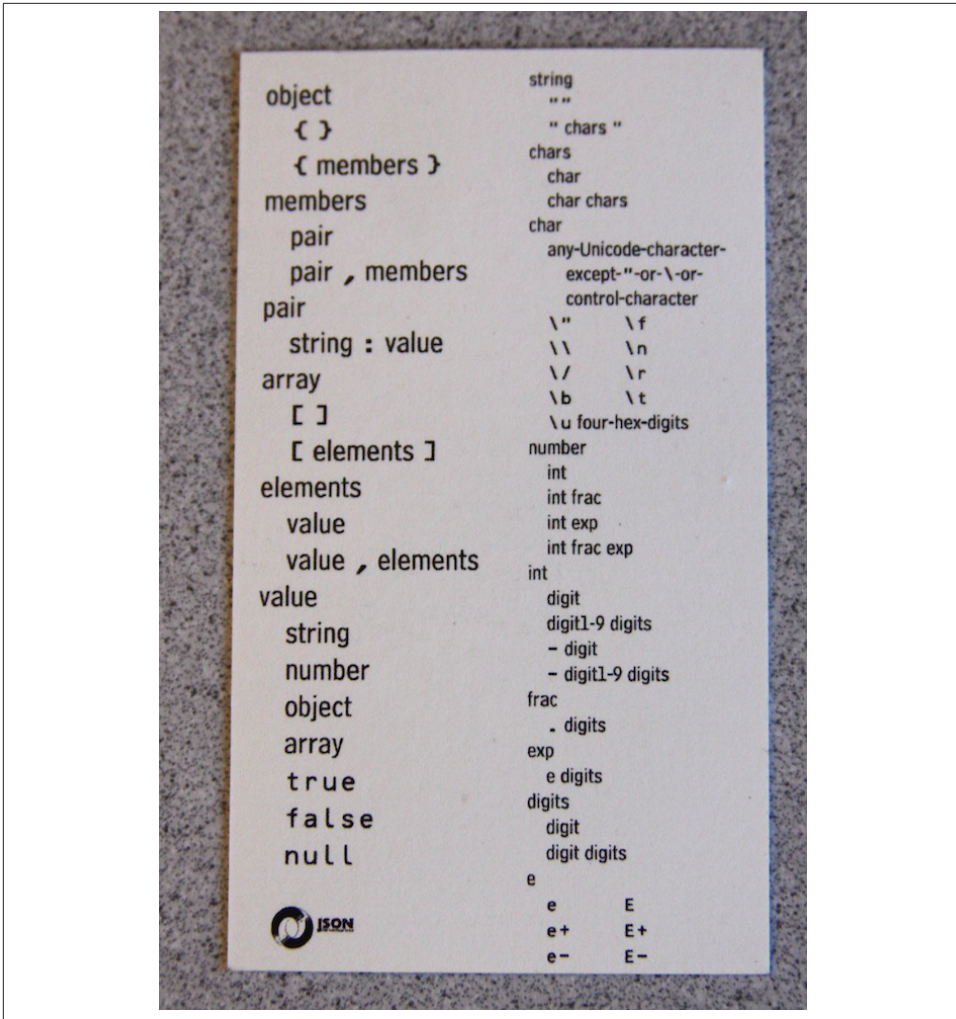 object
{ }
{ members }
members
pair
pair , members
pair
string : value
array
[ ]
[ elements ]
elements
value
value , elements
value
string
number
object
array
true
false
null
JSON
string
""
" chars "
chars
char
char chars
char
any-Unicode-character-
except-"-or-\-or-
control-character
\" \f
\\ \n
\/ \r
\b \t
\u four-hex-digits
number
int
int frac
int exp
int frac exp
int
digit
digit1-9 digits
- digit
- digit1-9 digits
frac
. digits
exp
e digits
digits
digit
digit digits
e
e E
e+ E+
e- E-